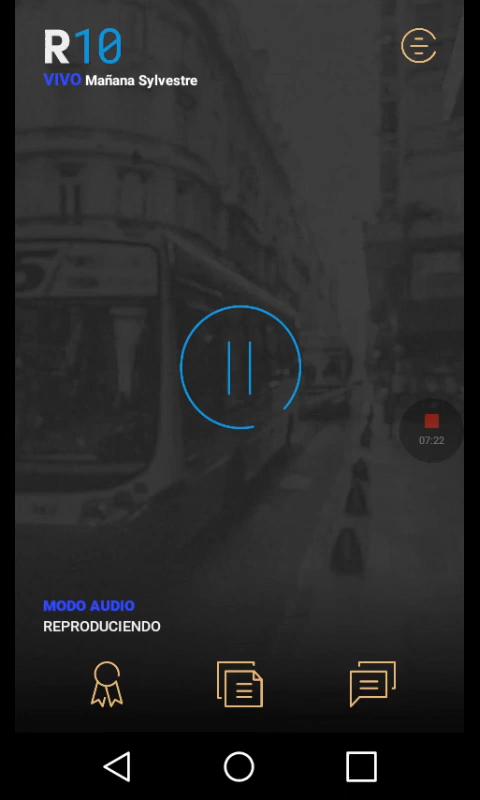 R10
VIVO Mañana Sylvestre
07:22
MODO AUDIO
REPRODUCIENDO